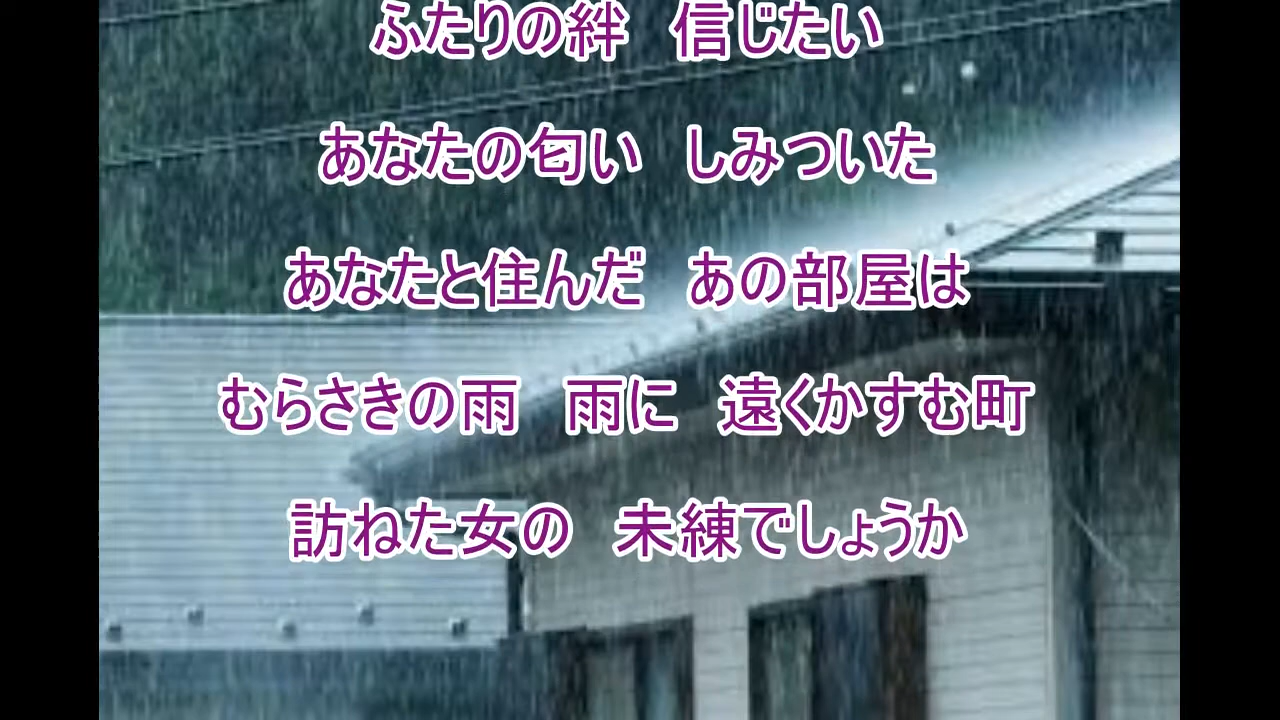 ふたりの絆　信じたい
あなたの匂い　しみついた
あなたと住んだ　あの部屋は
むらさきの雨　雨に　遠くかすむ町
訪ねた女の　未練でしょうか